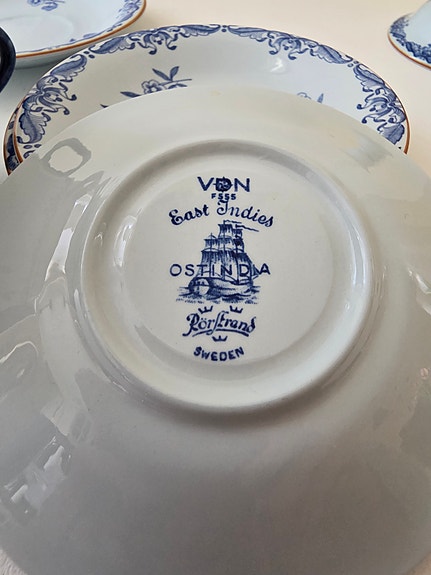 VDN
F555
East Indies
OSTINDIA
Rörstrand
SWEDEN